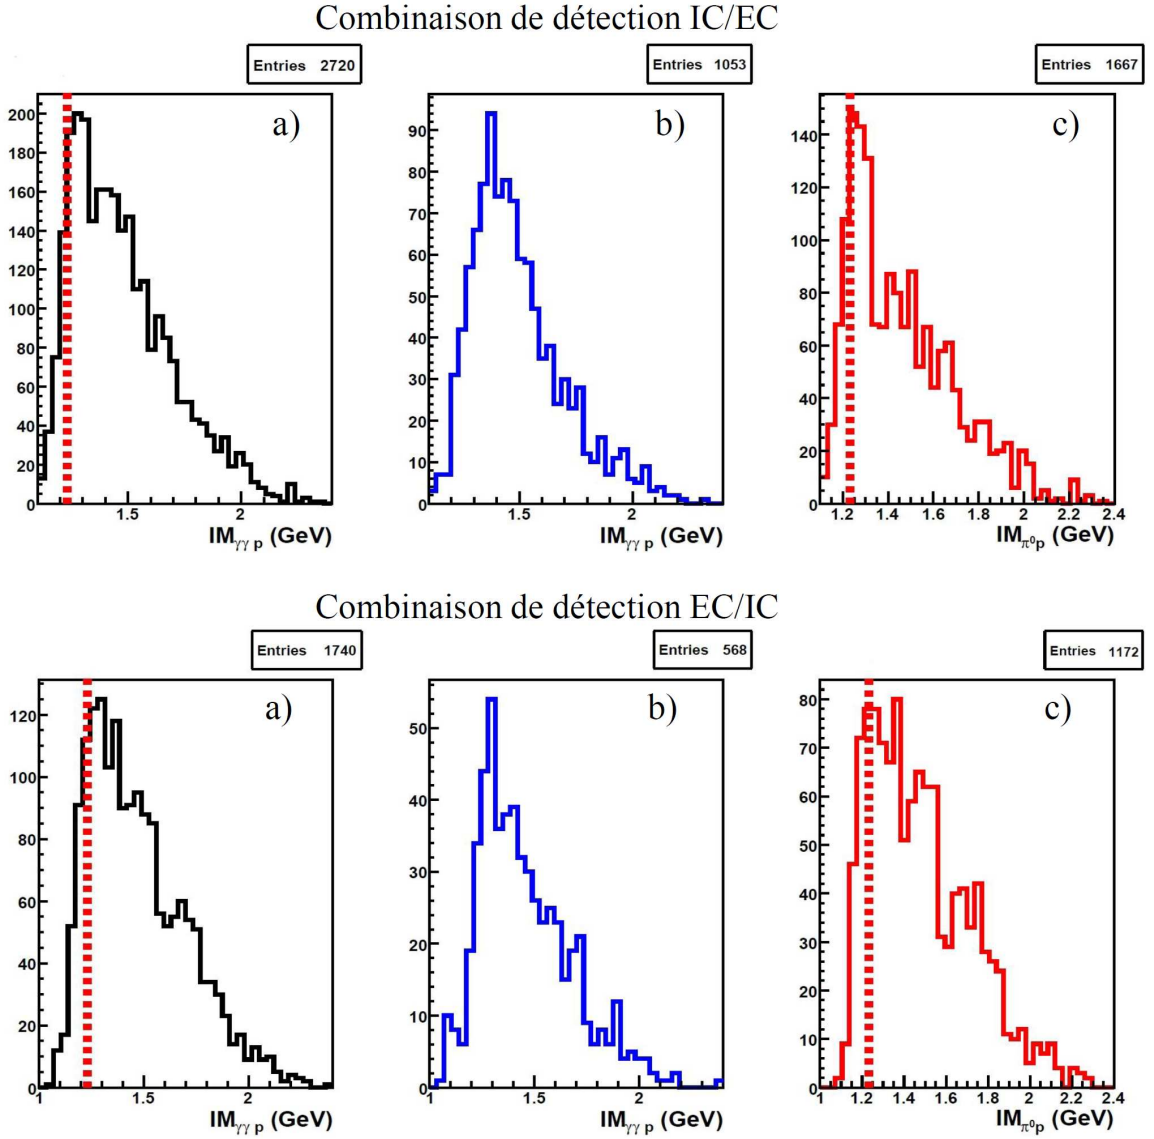 Combinaison de détection IC/EC
Entries 2720
Entries 1053
Entries 1667
a)
b)
c)
200
180
160
140
120
100
80
60
40
20
0
1.5
2
IM_γγ p (GeV)
90
80
70
60
50
40
30
20
10
0
1.5
2
IM_γγ p (GeV)
140
120
100
80
60
40
20
0
1.2 1.4 1.6 1.8 2 2.2 2.4
IM_π⁰p (GeV)
Combinaison de détection EC/IC
Entries 1740
Entries 568
Entries 1172
a)
b)
c)
120
100
80
60
40
20
0
1
1.5
2
IM_γγ p (GeV)
50
40
30
20
10
0
1
1.5
2
IM_γγ p (GeV)
80
70
60
50
40
30
20
10
0
1 1.2 1.4 1.6 1.8 2 2.2 2.4
IM_π⁰p (GeV)